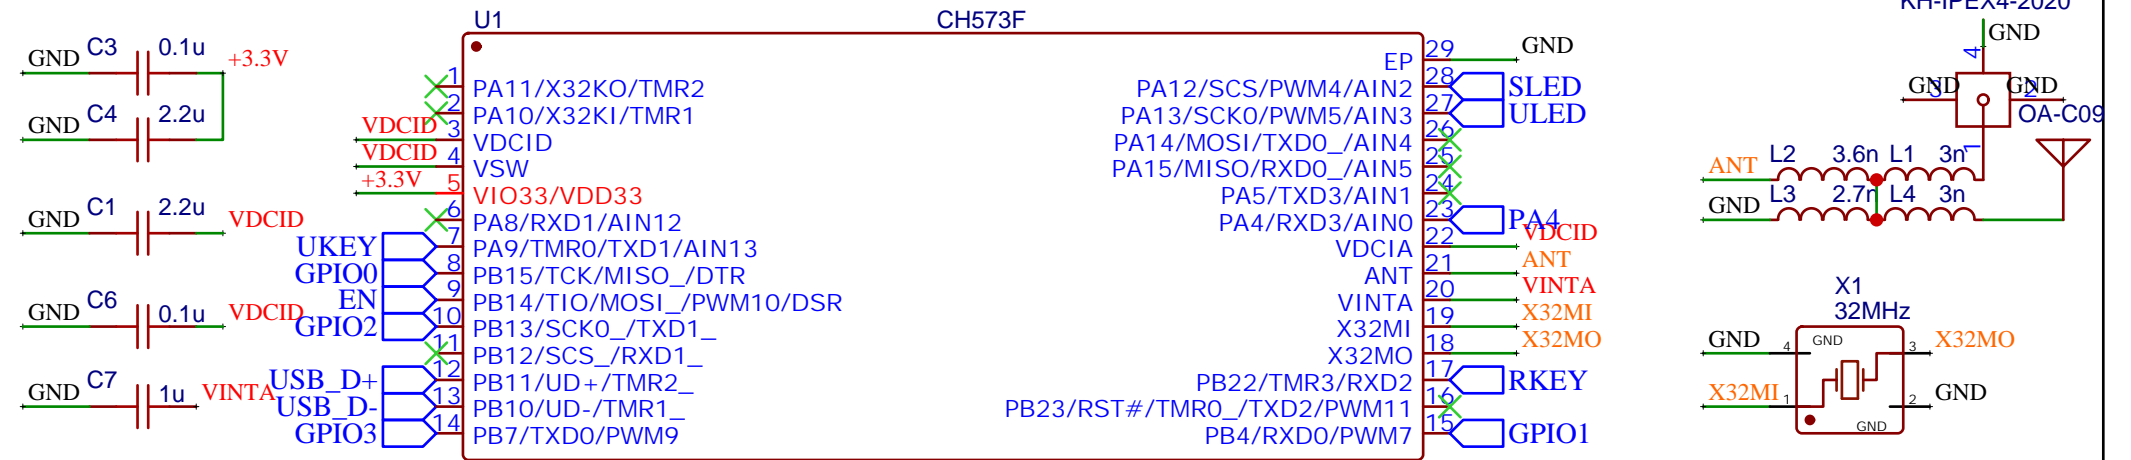 U1
CH573F
KH-IPEX4-2020
GND C3 0.1u +3.3V
GND C4 2.2u
GND C1 2.2u VDCID
GND C6 0.1u VDCID
GND C7 1u VINTA
1 PA11/X32KO/TMR2
2 PA10/X32KI/TMR1
VDCID 3 VDCID
VDCID 4 VSW
+3.3V 5 VIO33/VDD33
6 PA8/RXD1/AIN12
UKEY 7 PA9/TMR0/TXD1/AIN13
GPIO0 8 PB15/TCK/MISO_/DTR
EN 9 PB14/TIO/MOSI_/PWM10/DSR
GPIO2 10 PB13/SCK0_/TXD1_
11 PB12/SCS_/RXD1_
USB_D+ 12 PB11/UD+/TMR2_
USB_D- 13 PB10/UD-/TMR1_
GPIO3 14 PB7/TXD0/PWM9
EP 29 GND
PA12/SCS/PWM4/AIN2 28 SLED
PA13/SCK0/PWM5/AIN3 27 ULED
PA14/MOSI/TXD0_/AIN4 26
PA15/MISO/RXD0_/AIN5 25
PA5/TXD3/AIN1 24
PA4/RXD3/AIN0 23 PA4
VDCIA 22 VDCID
ANT 21 ANT
VINTA 20 VINTA
X32MI 19 X32MI
X32MO 18 X32MO
PB22/TMR3/RXD2 17 RKEY
PB23/RST#/TMR0_/TXD2/PWM11 16
PB4/RXD0/PWM7 15 GPIO1
4 GND
GND 3 GND 2
OA-C09
1
ANT L2 3.6n L1 3n
GND L3 2.7n L4 3n
X1
32MHz
GND 4 GND 3 X32MO
X32MI 1 GND 2 GND